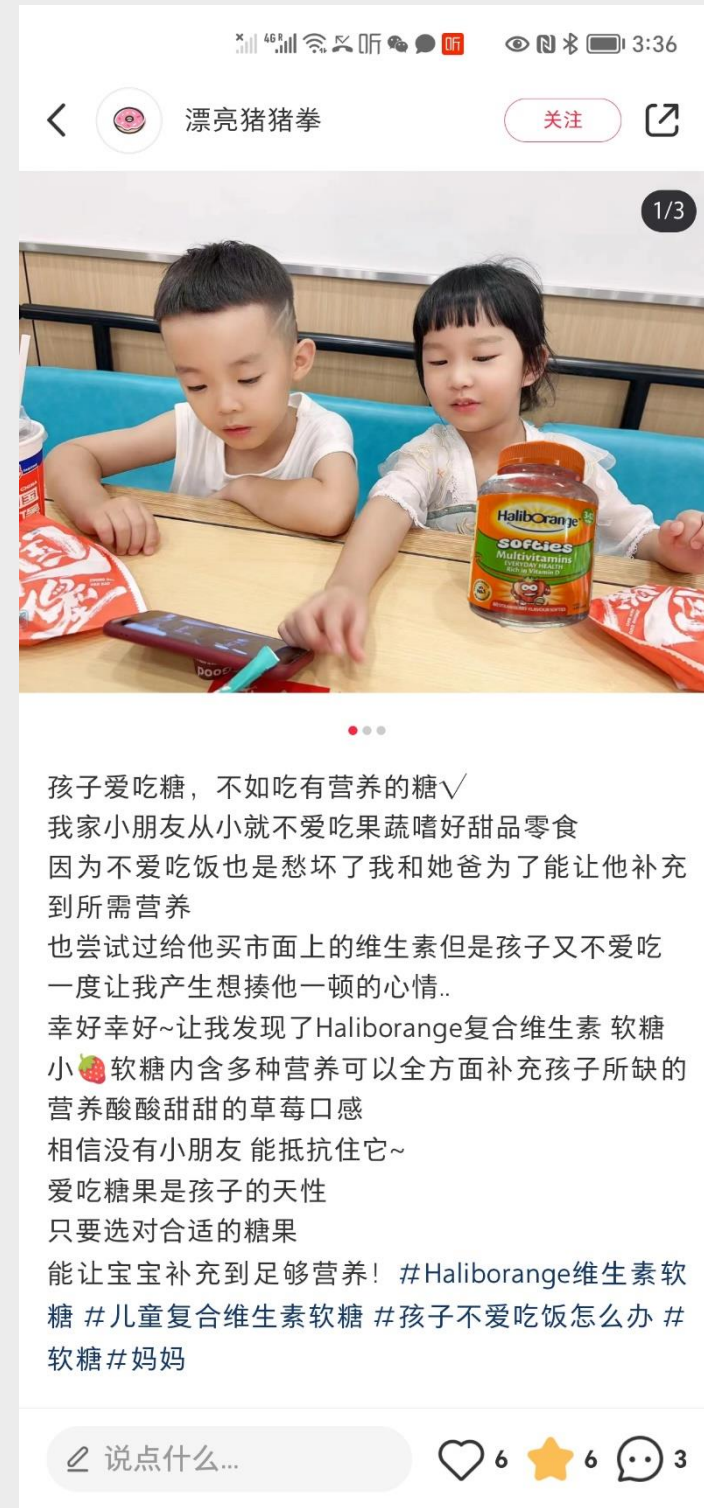 4G R 听 听 3:36
漂亮猪猪拳
关注
1/3
Haliborange
softies
Multivitamins
EVERYDAY HEALTH
Rich in Vitamin D
孩子爱吃糖，不如吃有营养的糖√
我家小朋友从小就不爱吃果蔬嗜好甜品零食
因为不爱吃饭也是愁坏了我和她爸为了能让他补充
到所需营养
也尝试过给他买市面上的维生素但是孩子又不爱吃
一度让我产生想揍他一顿的心情..
幸好幸好~让我发现了Haliborange复合维生素 软糖
小🍓软糖内含多种营养可以全方面补充孩子所缺的
营养酸酸甜甜的草莓口感
相信没有小朋友 能抵抗住它~
爱吃糖果是孩子的天性
只要选对合适的糖果
能让宝宝补充到足够营养！#Haliborange维生素软
糖 #儿童复合维生素软糖 #孩子不爱吃饭怎么办 #
软糖#妈妈
说点什么...
6 6 3